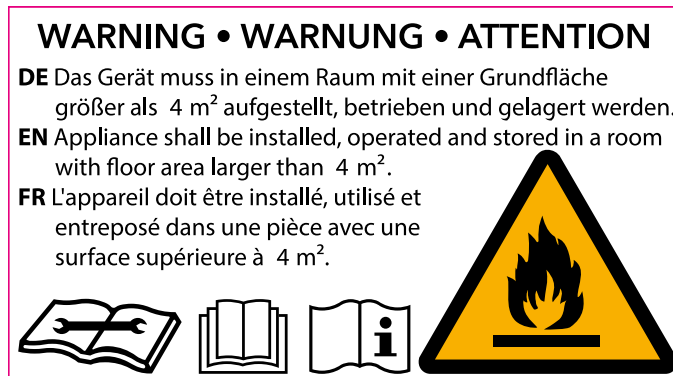 WARNING • WARNUNG • ATTENTION
DE Das Gerät muss in einem Raum mit einer Grundfläche
größer als 4 m² aufgestellt, betrieben und gelagert werden.
EN Appliance shall be installed, operated and stored in a room
with floor area larger than 4 m².
FR L'appareil doit être installé, utilisé et
entreposé dans une pièce avec une
surface supérieure à 4 m².
i